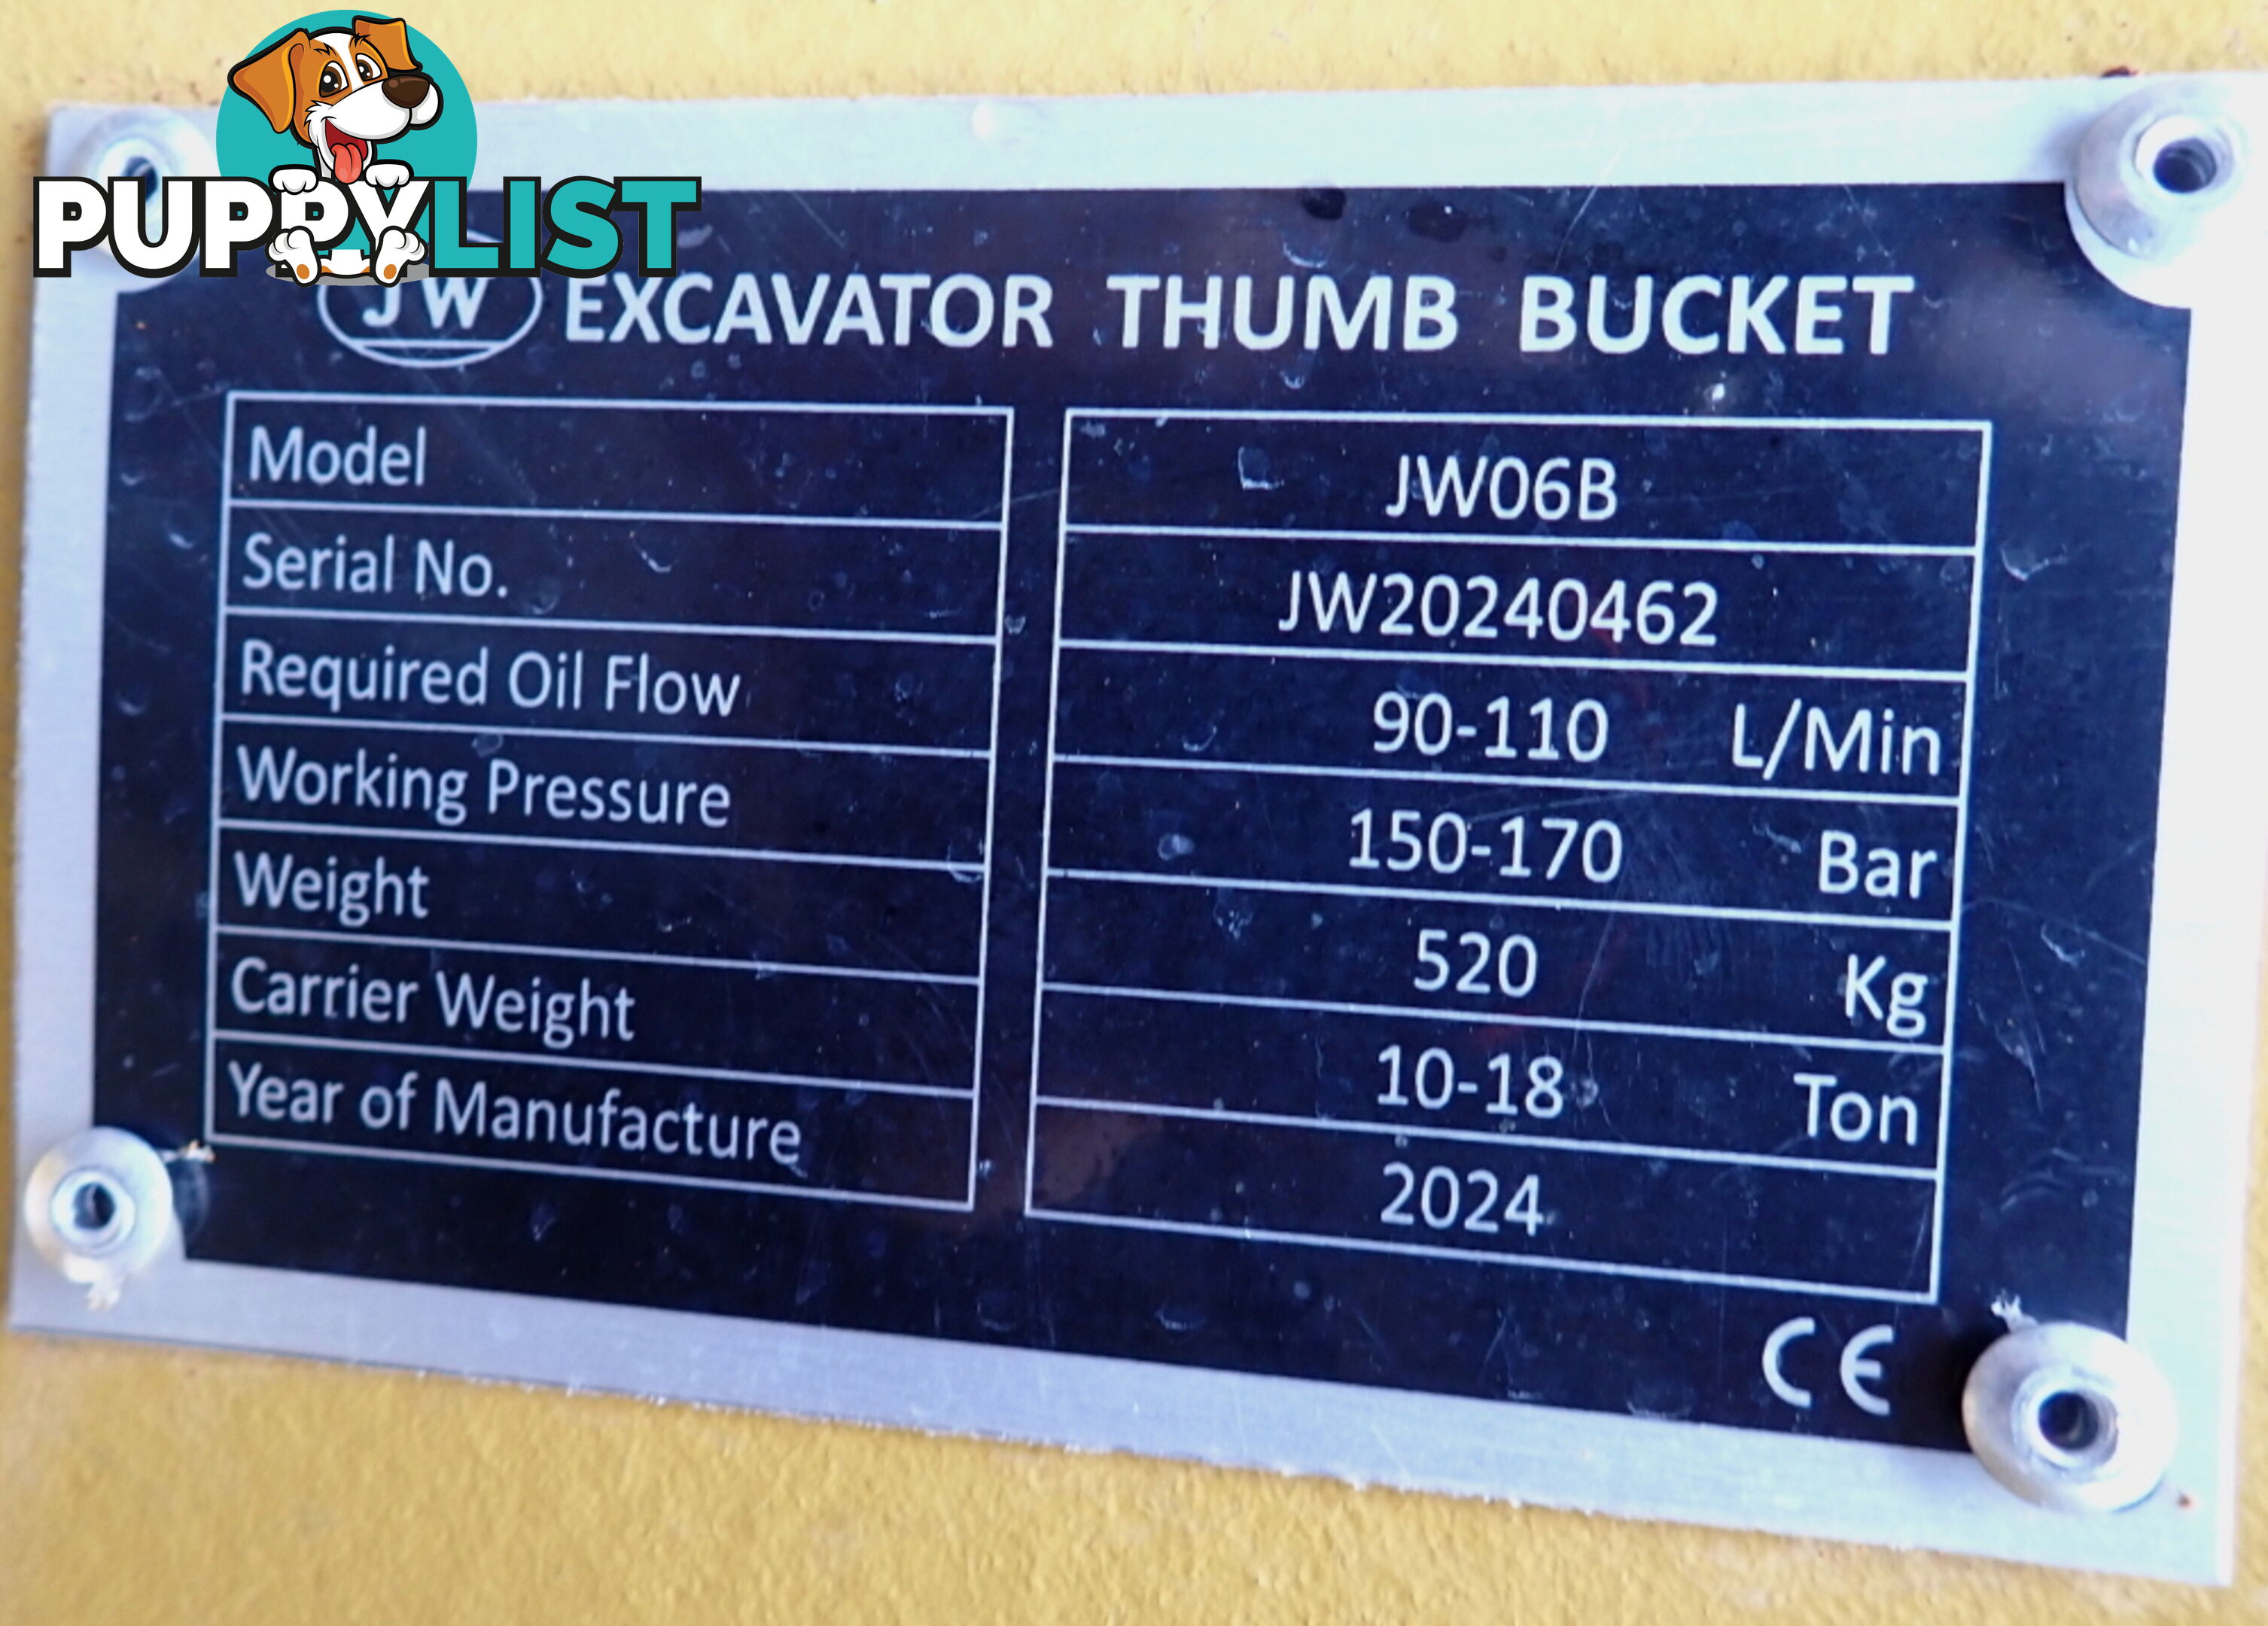 PUPPYLIST
JW EXCAVATOR THUMB BUCKET
Model JW06B
Serial No. JW20240462
Required Oil Flow 90-110 L/Min
Working Pressure 150-170 Bar
Weight 520 Kg
Carrier Weight 10-18 Ton
Year of Manufacture 2024
CE